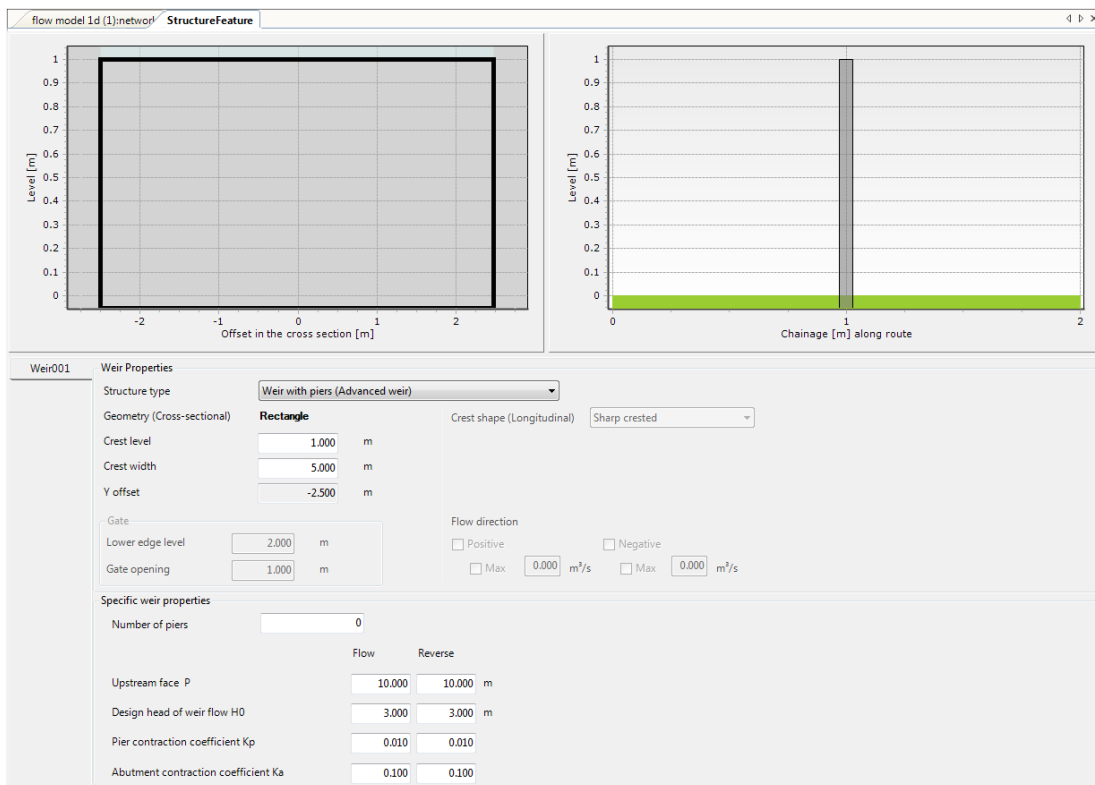 flow model 1d (1):networ StructureFeature
1
0.9
0.8
0.7
0.6
0.5
0.4
0.3
0.2
0.1
0
Level [m]
-2 -1 0 1 2
Offset in the cross section [m]
1
0.9
0.8
0.7
0.6
0.5
0.4
0.3
0.2
0.1
0
Level [m]
0 1 2
Chainage [m] along route
Weir001
Weir Properties
Structure type Weir with piers (Advanced weir)
Geometry (Cross-sectional) Rectangle Crest shape (Longitudinal) Sharp crested
Crest level 1.000 m
Crest width 5.000 m
Y offset -2.500 m
Gate
Lower edge level 2.000 m
Gate opening 1.000 m
Flow direction
Positive Negative
Max 0.000 m³/s Max 0.000 m³/s
Specific weir properties
Number of piers 0
Flow Reverse
Upstream face P 10.000 10.000 m
Design head of weir flow H0 3.000 3.000 m
Pier contraction coefficient Kp 0.010 0.010
Abutment contraction coefficient Ka 0.100 0.100